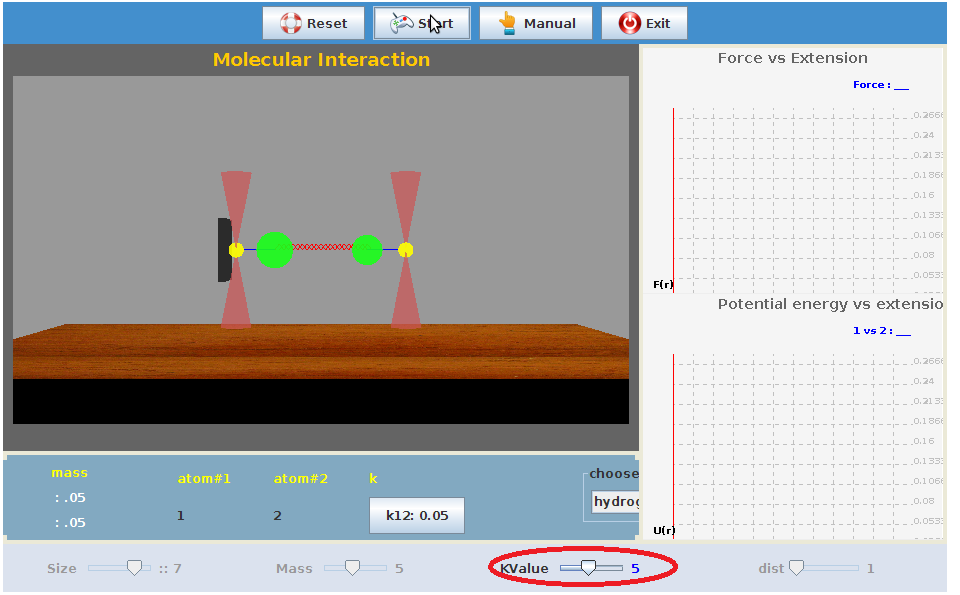 Reset Start Manual Exit
Molecular Interaction
Force vs Extension
Force : __
0.2666
0.24
0.2133
0.1866
0.16
0.1333
0.1066
0.08
0.0533
F(r)
Potential energy vs extensio
1 vs 2 : __
0.2666
0.24
0.2133
0.1866
0.16
0.1333
0.1066
0.08
0.0533
U(r)
mass atom#1 atom#2 k choose
: .05
1 2 k12: 0.05 hydrog
: .05
Size :: 7 Mass 5 KValue 5 dist 1